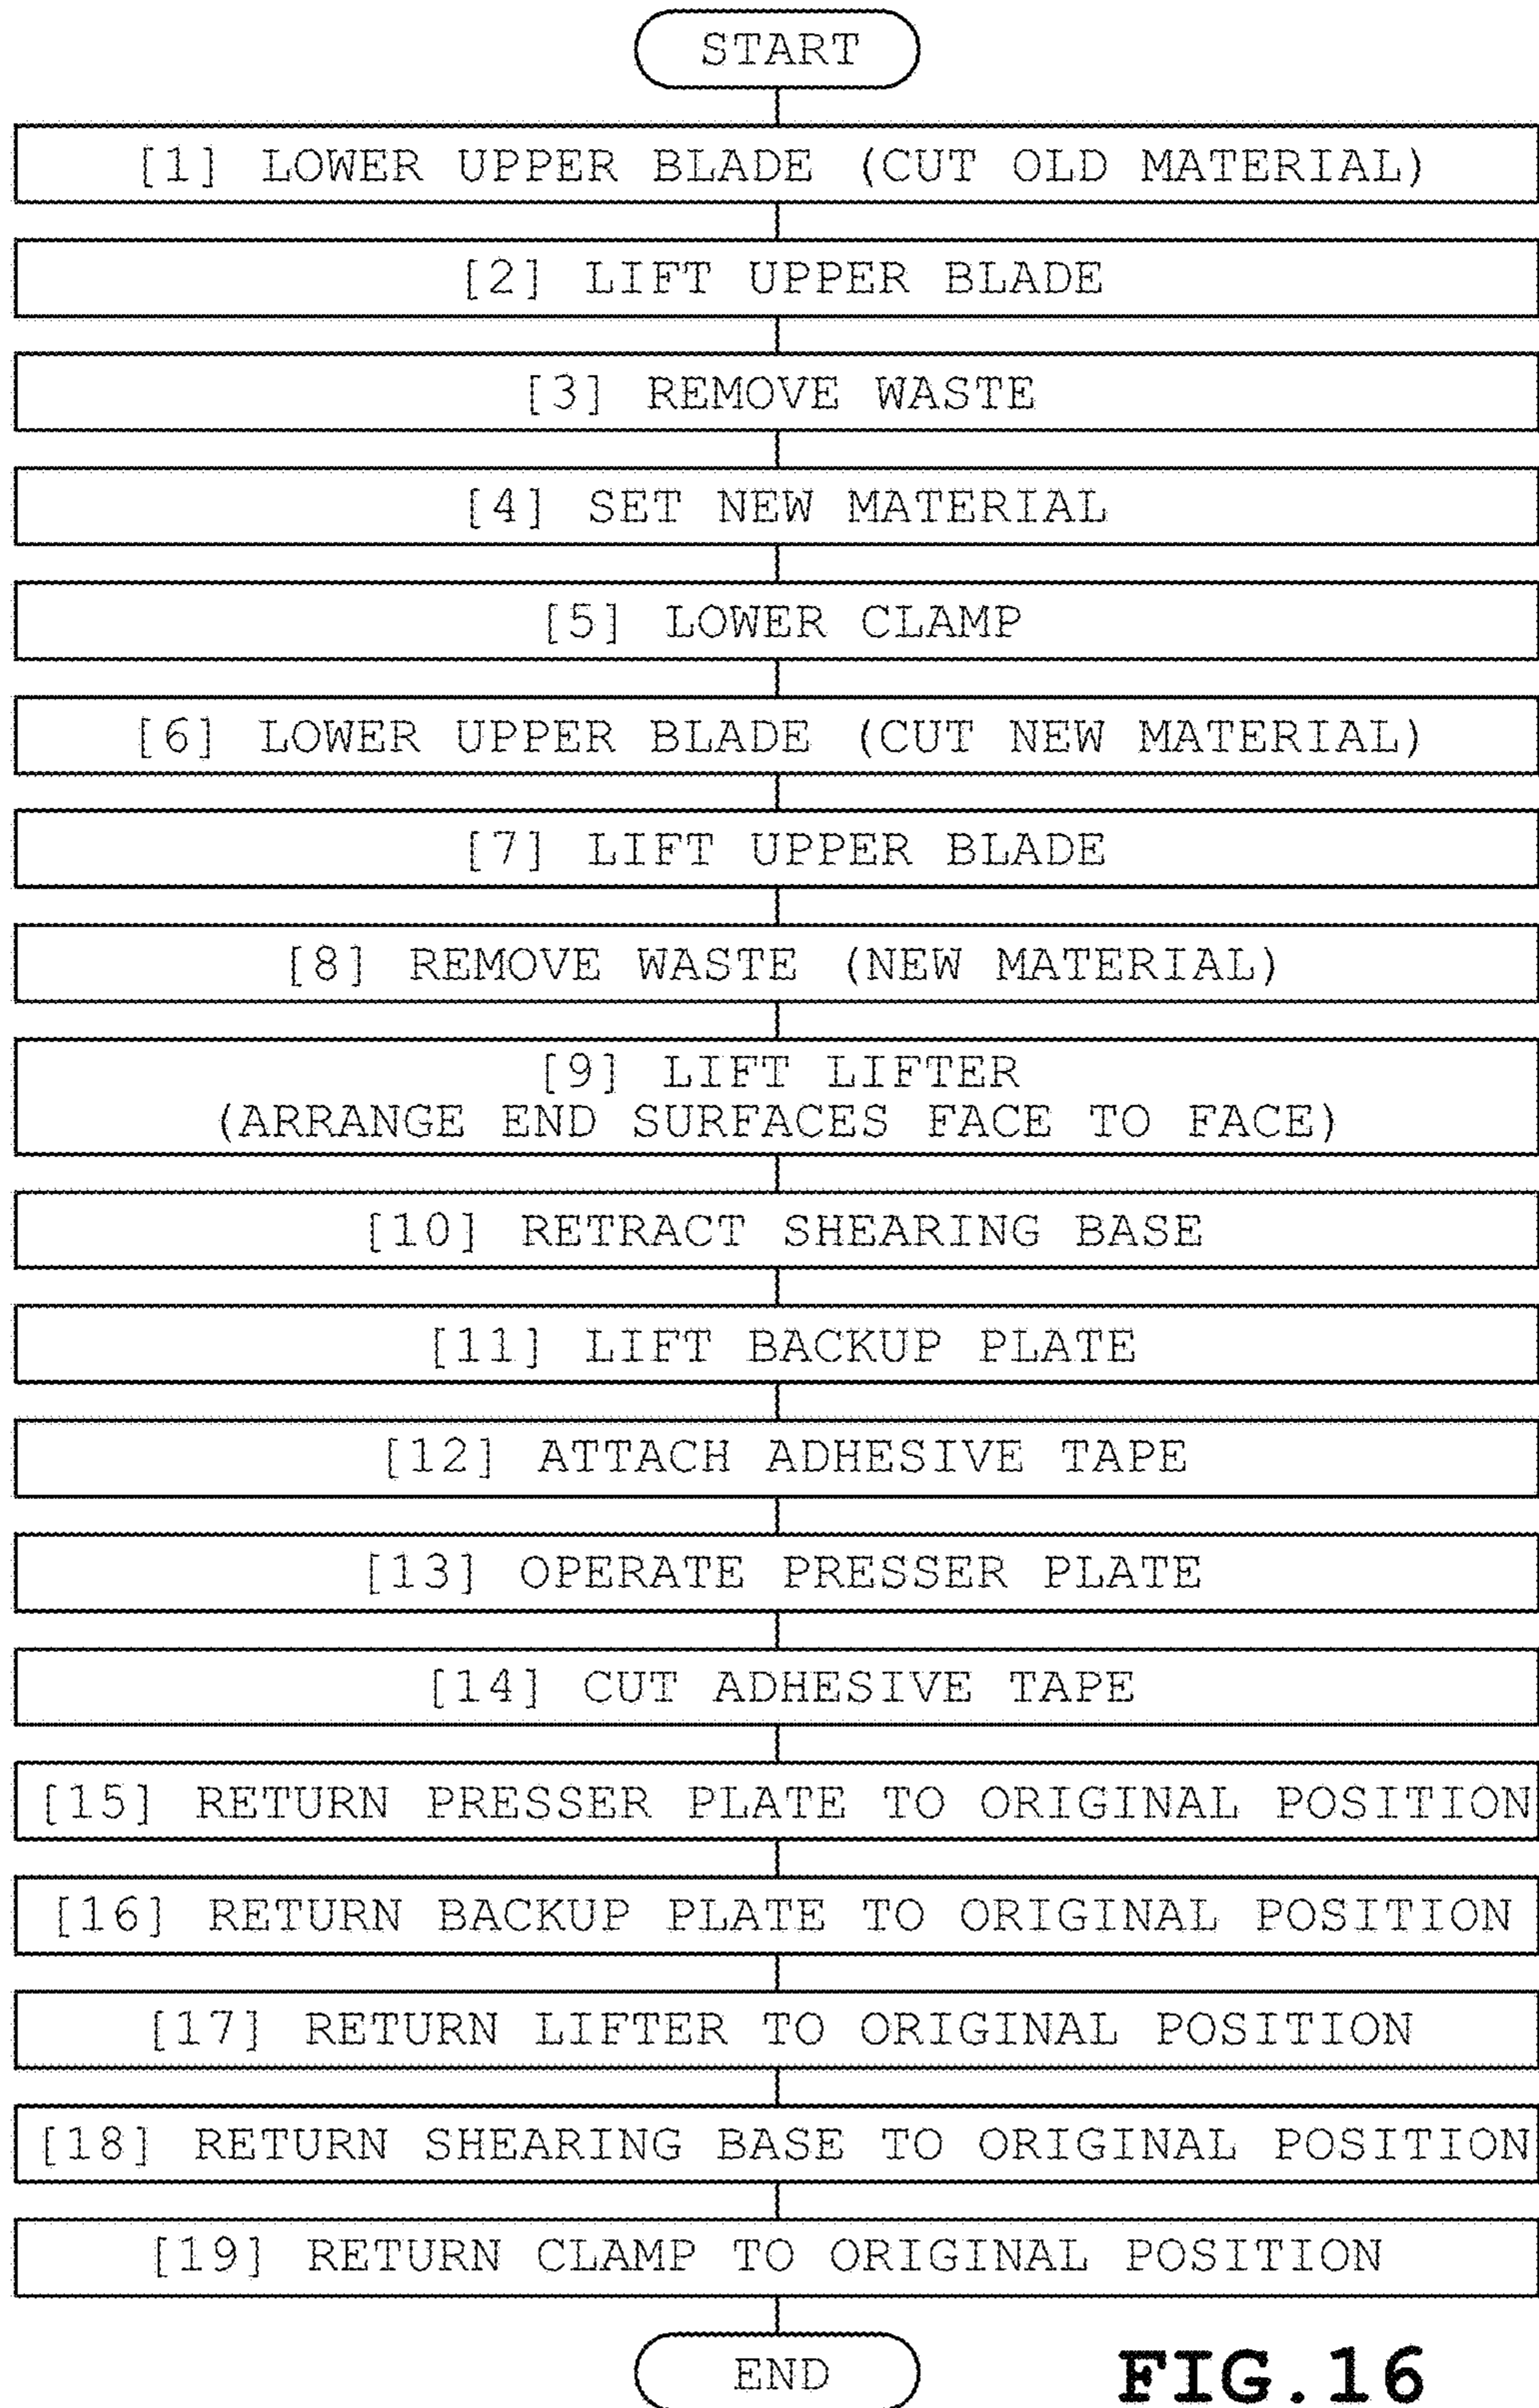 START
[1] LOWER UPPER BLADE (CUT OLD MATERIAL)
[2] LIFT UPPER BLADE
[3] REMOVE WASTE
[4] SET NEW MATERIAL
[5] LOWER CLAMP
[6] LOWER UPPER BLADE (CUT NEW MATERIAL)
[7] LIFT UPPER BLADE
[8] REMOVE WASTE (NEW MATERIAL)
[9] LIFT LIFTER
(ARRANGE END SURFACES FACE TO FACE)
[10] RETRACT SHEARING BASE
[11] LIFT BACKUP PLATE
[12] ATTACH ADHESIVE TAPE
[13] OPERATE PRESSER PLATE
[14] CUT ADHESIVE TAPE
[15] RETURN PRESSER PLATE TO ORIGINAL POSITION
[16] RETURN BACKUP PLATE TO ORIGINAL POSITION
[17] RETURN LIFTER TO ORIGINAL POSITION
[18] RETURN SHEARING BASE TO ORIGINAL POSITION
[19] RETURN CLAMP TO ORIGINAL POSITION
END
FIG.16